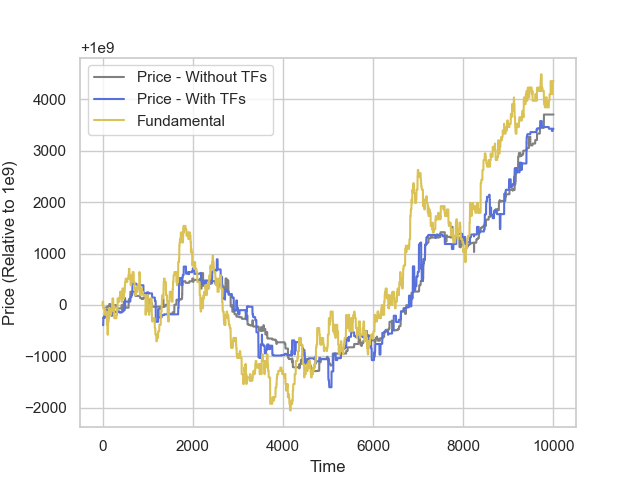 +1e9
Price - Without TFs
Price - With TFs
Fundamental
4000
3000
2000
1000
0
−1000
−2000
Price (Relative to 1e9)
0 2000 4000 6000 8000 10000
Time